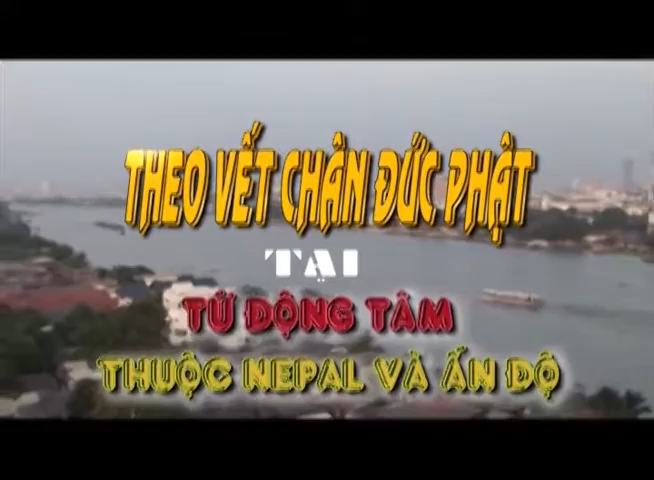 THEO VẾT CHÂN ĐỨC PHẬT
TẠI
TỨ ĐỘNG TÂM
THUỘC NEPAL VÀ ẤN ĐỘ